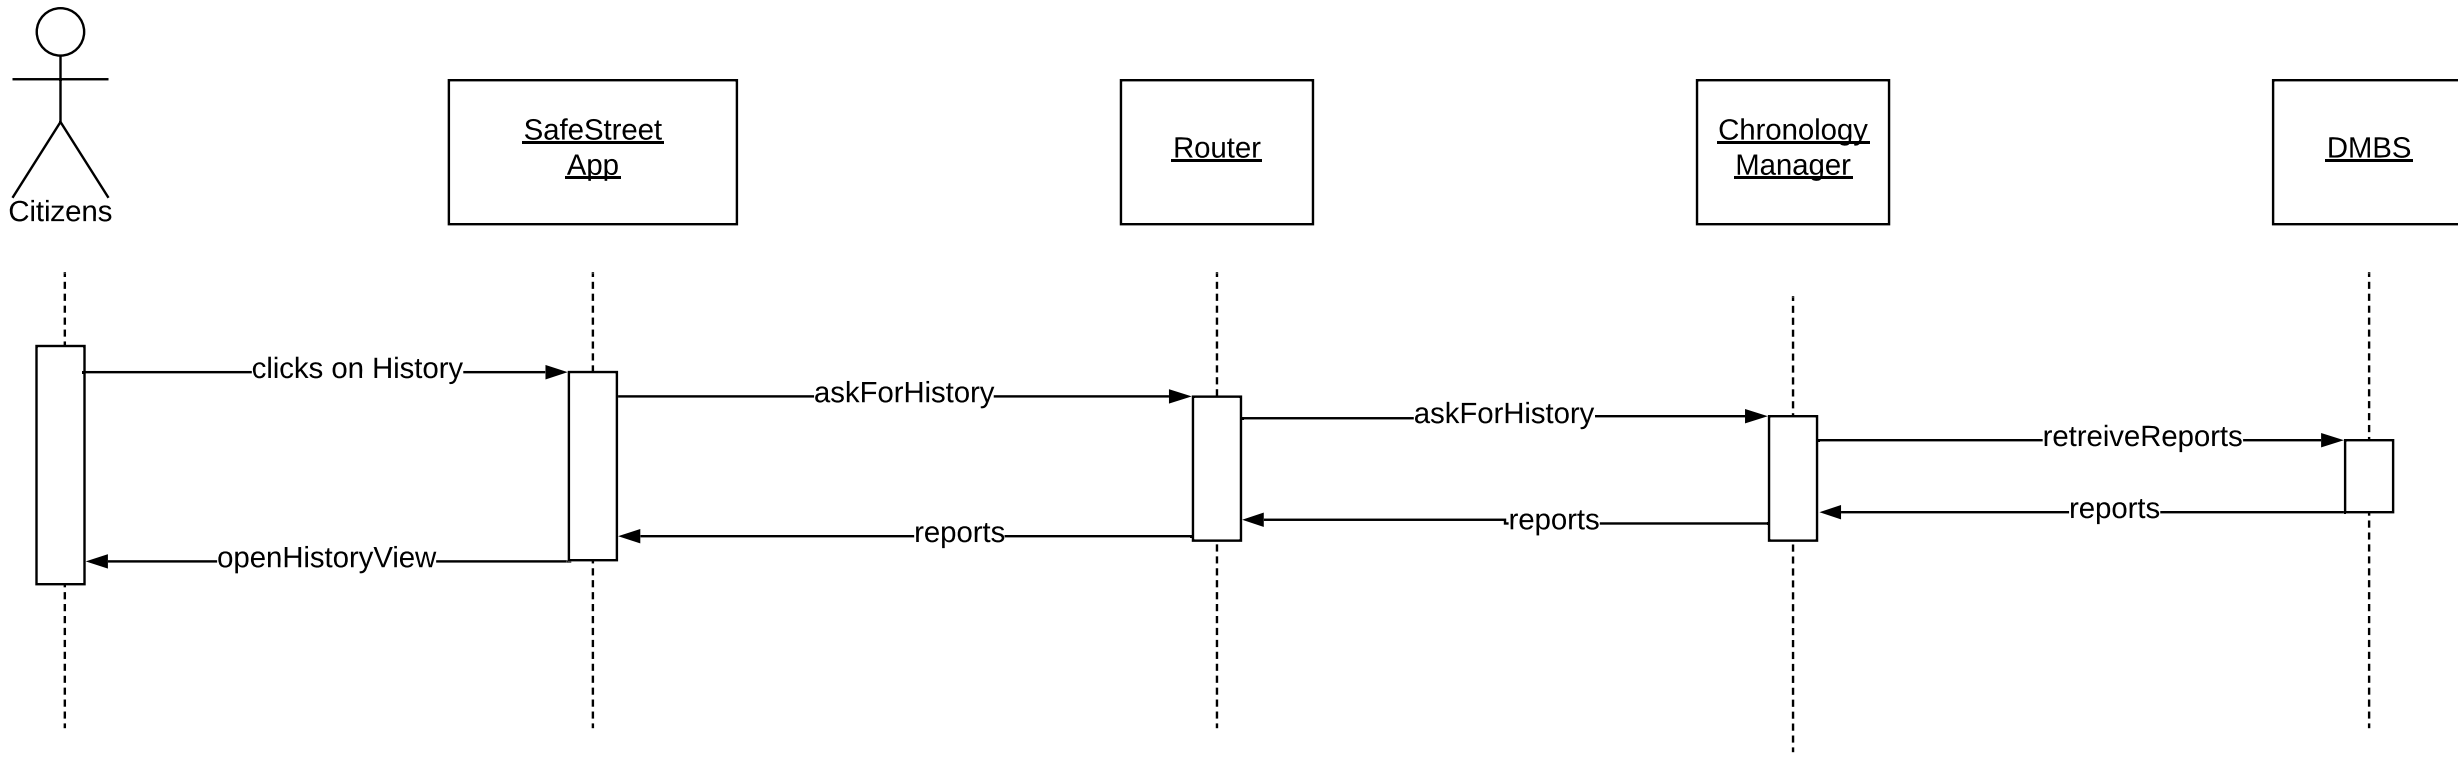 SafeStreet
App
Router
Chronology
Manager
DMBS
Citizens
clicks on History
askForHistory
askForHistory
retreiveReports
reports
reports
reports
openHistoryView